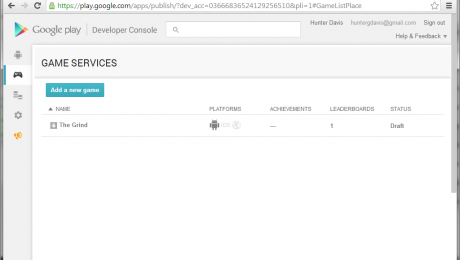 https://play.google.com/apps/publish/?dev_acc=03666836524129256510&pli=1#GameListPlace
Google play | Developer Console
Hunter Davis huntergdavis@gmail.com Sign out
Help & Feedback
GAME SERVICES
Add a new game
NAME PLATFORMS ACHIEVEMENTS LEADERBOARDS STATUS
The Grind — 1 Draft